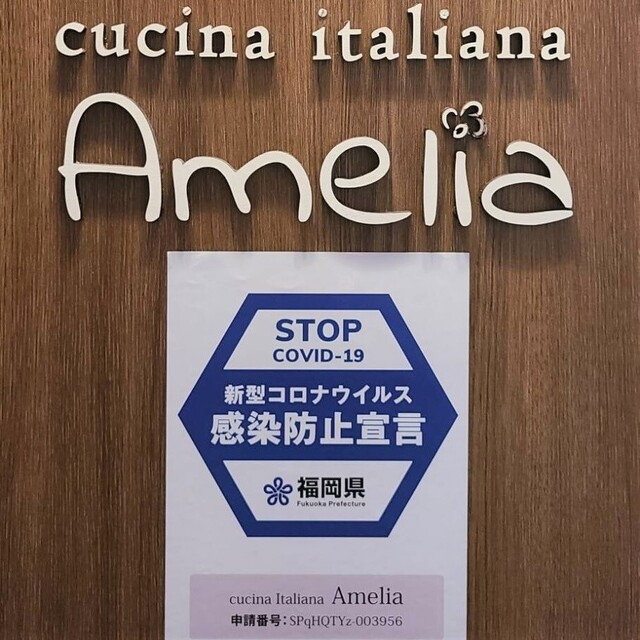 cucina italiana
Amelia
STOP
COVID-19
新型コロナウイルス
感染防止宣言
福岡県
Fukuoka Prefecture
cucina Italiana Amelia
申請番号:SPqHQTYz-003956